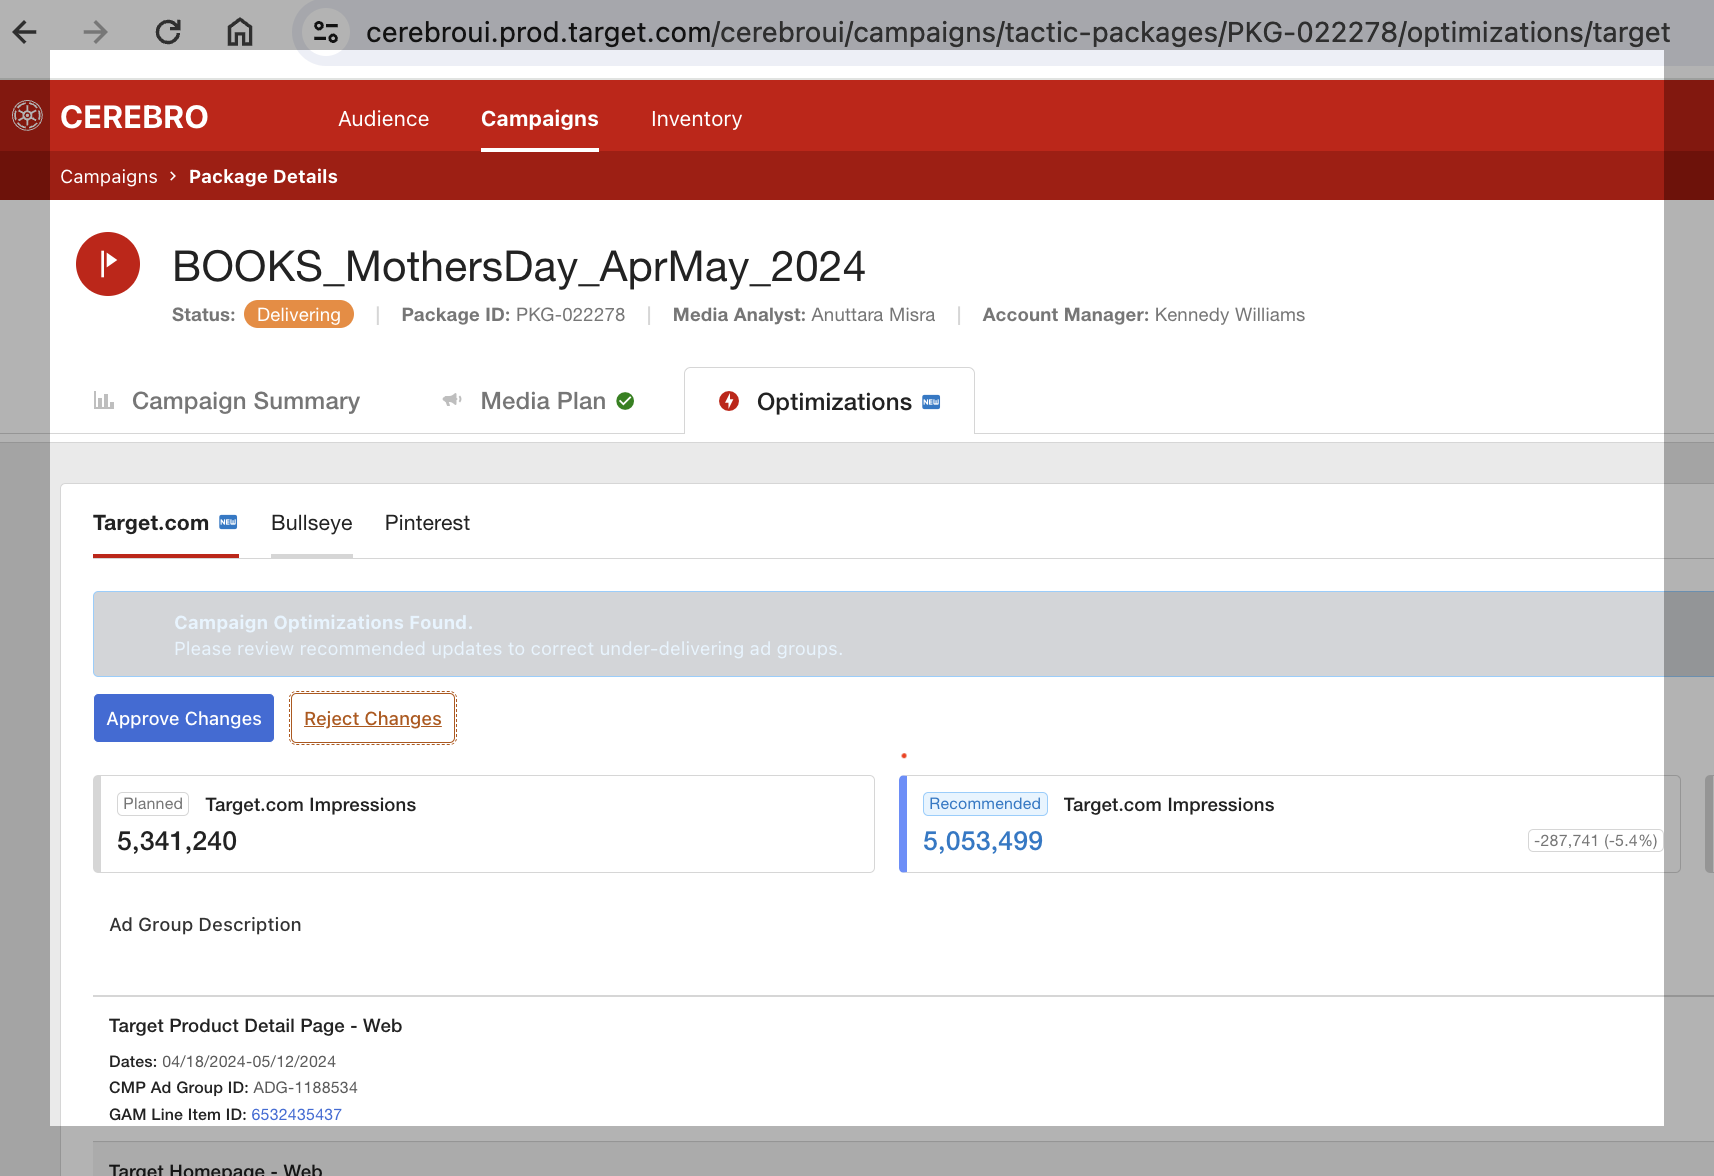 cerebroui.prod.target.com/cerebroui/campaigns/tactic-packages/PKG-022278/optimizations/target
CEREBRO Audience Campaigns Inventory
Campaigns > Package Details
BOOKS_MothersDay_AprMay_2024
Status: Delivering | Package ID: PKG-022278 | Media Analyst: Anuttara Misra | Account Manager: Kennedy Williams
Campaign Summary Media Plan Optimizations NEW
Target.com NEW Bullseye Pinterest
Campaign Optimizations Found.
Please review recommended updates to correct under-delivering ad groups.
Approve Changes Reject Changes
Planned Target.com Impressions
5,341,240
Recommended Target.com Impressions
5,053,499
-287,741 (-5.4%)
Ad Group Description
Target Product Detail Page - Web
Dates: 04/18/2024-05/12/2024
CMP Ad Group ID: ADG-1188534
GAM Line Item ID: 6532435437
Target Homepage - Web